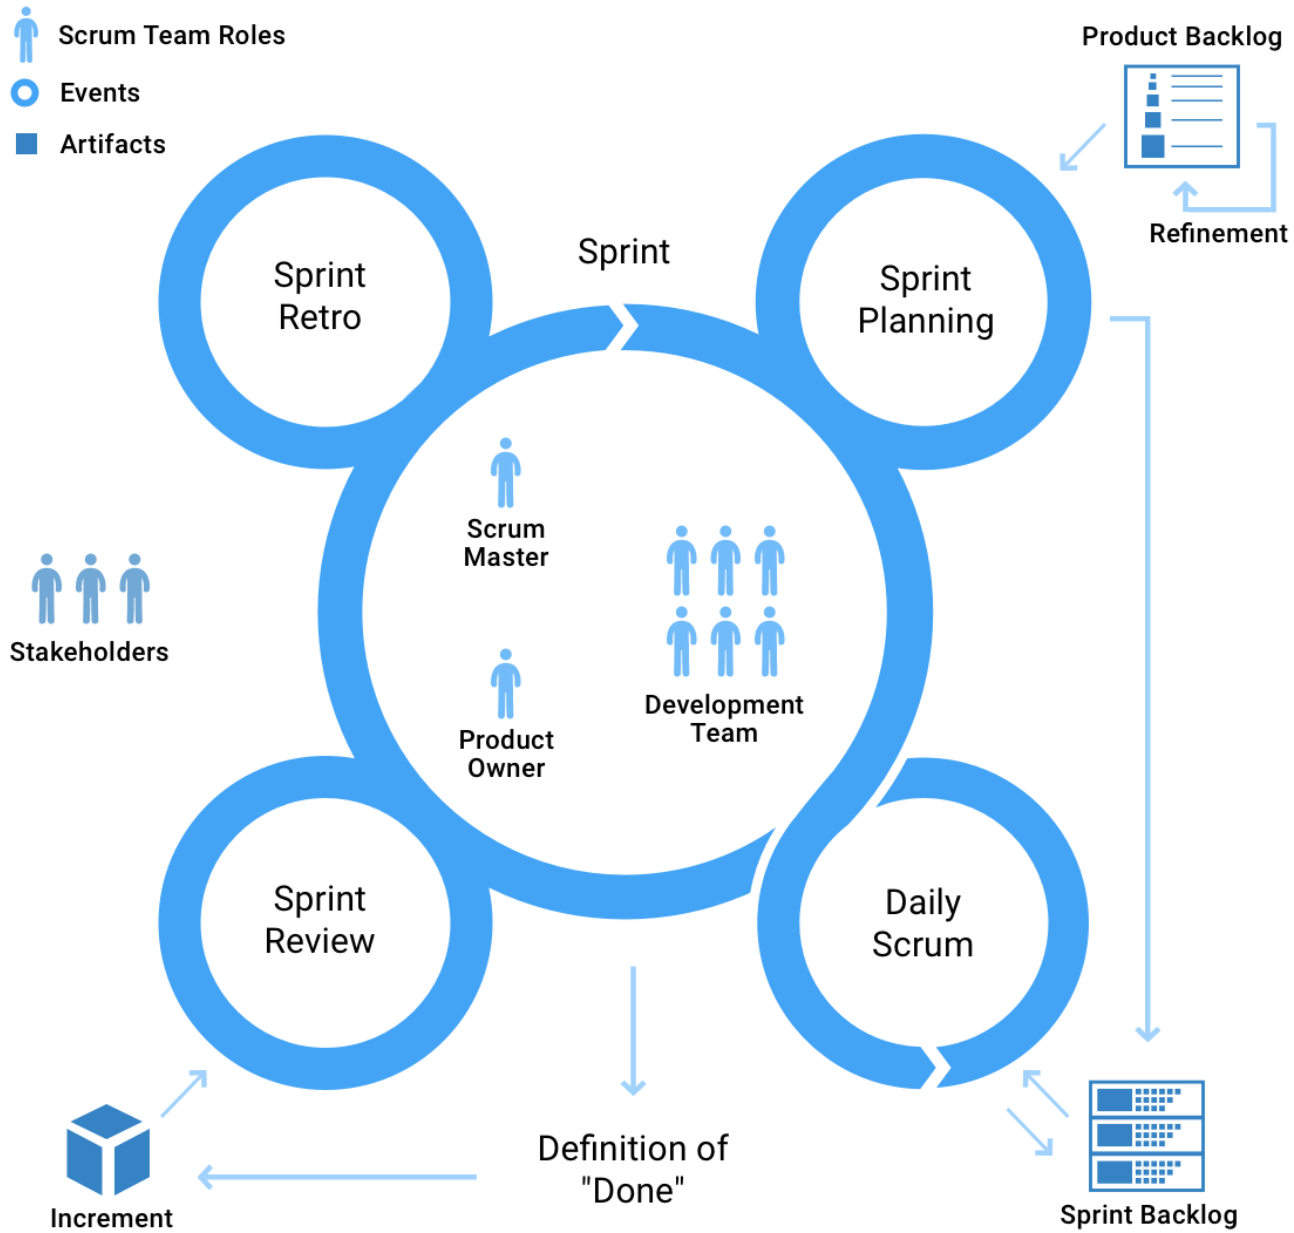 Scrum Team Roles
Events
Artifacts
Product Backlog
Refinement
Sprint
Sprint
Retro
Sprint
Planning
Scrum
Master
Development
Team
Product
Owner
Stakeholders
Sprint
Review
Daily
Scrum
Definition of
"Done"
Increment
Sprint Backlog